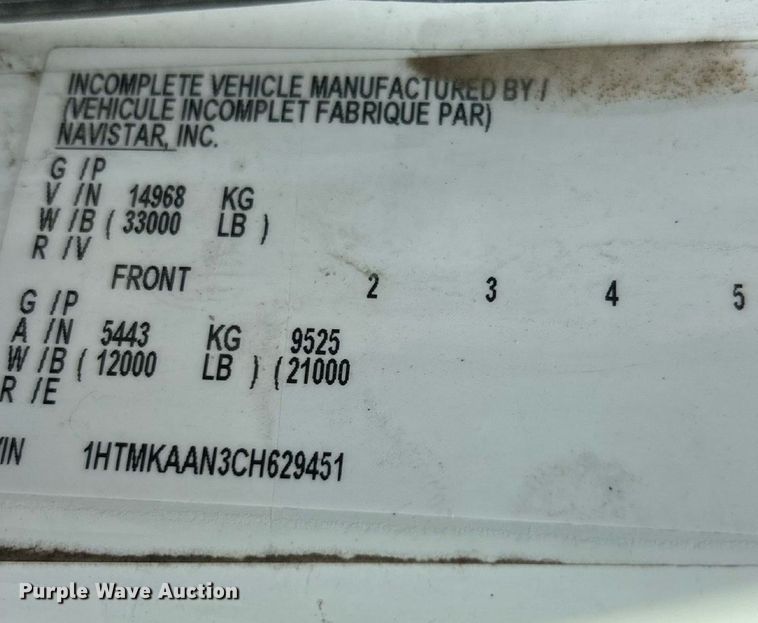 INCOMPLETE VEHICLE MANUFACTURED BY /
(VEHICULE INCOMPLET FABRIQUE PAR)
NAVISTAR, INC.
G /P
V /N 14968 KG
W /B ( 33000 LB )
R /V
FRONT 2 3 4 5
G /P
A /N 5443 KG 9525
W /B ( 12000 LB ) ( 21000
R /E
/IN 1HTMKAAN3CH629451
Purple Wave Auction